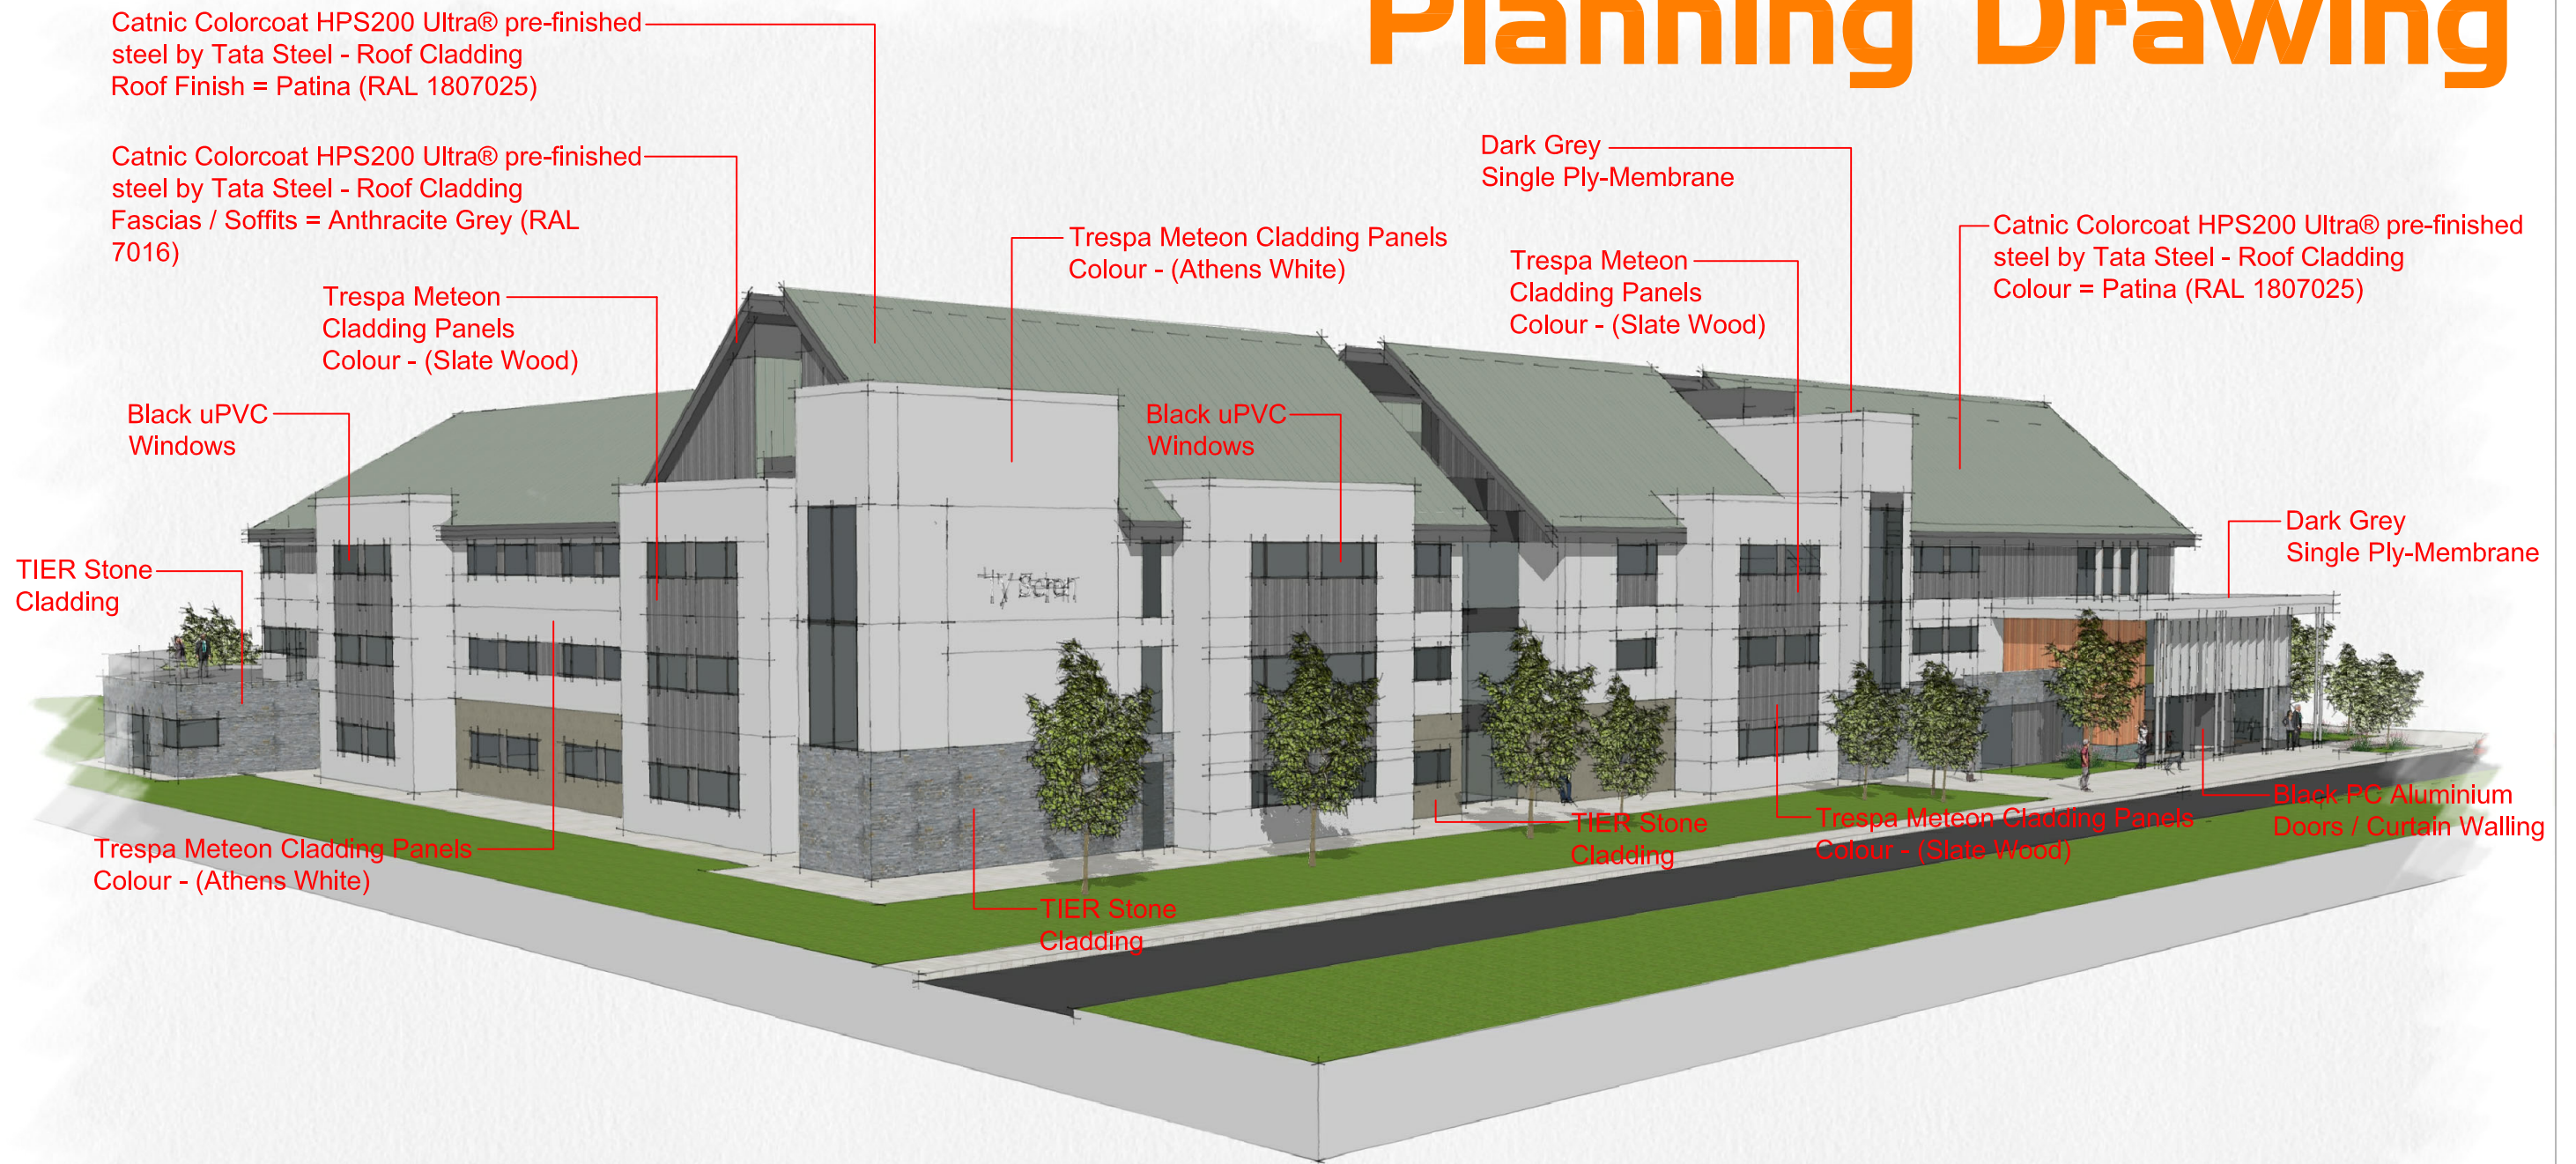 Planning Drawing
Catnic Colorcoat HPS200 Ultra® pre-finished
steel by Tata Steel - Roof Cladding
Roof Finish = Patina (RAL 1807025)
Catnic Colorcoat HPS200 Ultra® pre-finished
steel by Tata Steel - Roof Cladding
Fascias / Soffits = Anthracite Grey (RAL
7016)
Trespa Meteon
Cladding Panels
Colour - (Slate Wood)
Black uPVC
Windows
TIER Stone
Cladding
Trespa Meteon Cladding Panels
Colour - (Athens White)
Trespa Meteon Cladding Panels
Colour - (Athens White)
Black uPVC
Windows
TIER Stone
Cladding
Dark Grey
Single Ply-Membrane
Trespa Meteon
Cladding Panels
Colour - (Slate Wood)
Catnic Colorcoat HPS200 Ultra® pre-finished
steel by Tata Steel - Roof Cladding
Colour = Patina (RAL 1807025)
Dark Grey
Single Ply-Membrane
TIER Stone
Cladding
Trespa Meteon Cladding Panels
Colour - (Slate Wood)
Black PC Aluminium
Doors / Curtain Walling